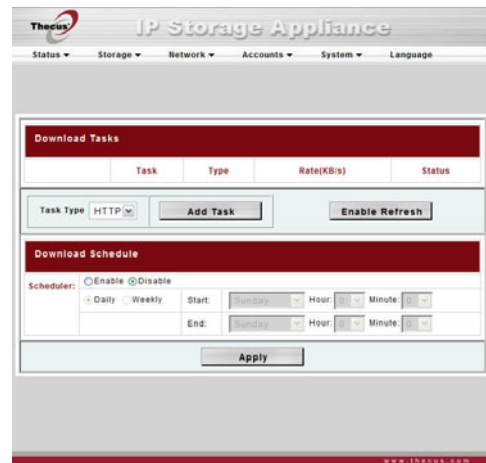 Thecus IP Storage Appliance
Status Storage Network Accounts System Language
Download Tasks
Task Type Rate(KB/s) Status
Task Type HTTP Add Task Enable Refresh
Download Schedule
Scheduler: Enable Disable
Daily Weekly Start: Sunday Hour: 0 Minute: 0
End: Sunday Hour: 0 Minute: 0
Apply
www.thecus.com